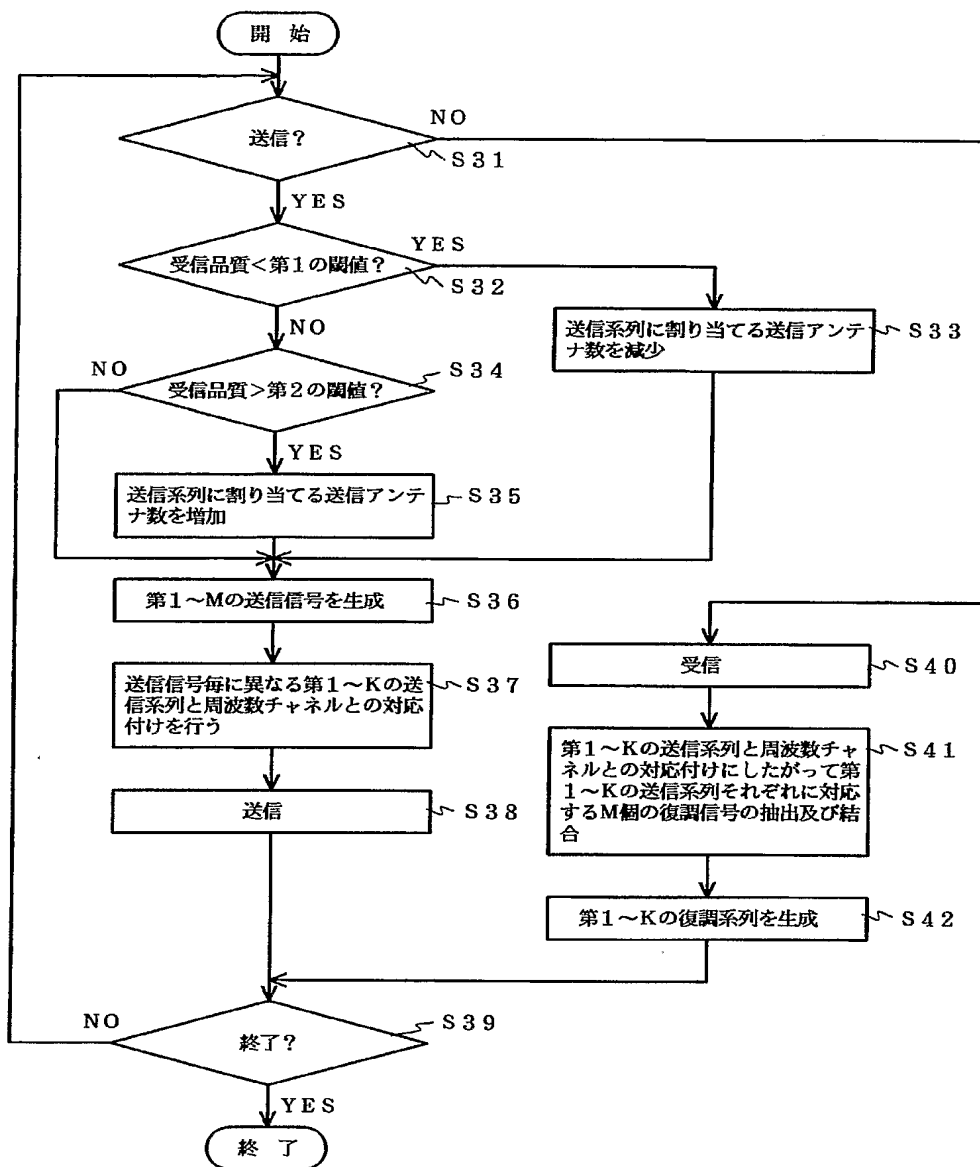 開 始
送信?
NO
S31
YES
受信品質<第1の閾値?
YES
S32
NO
送信系列に割り当てる送信アンテ
ナ数を減少
S33
NO
受信品質>第2の閾値?
S34
YES
送信系列に割り当てる送信アンテ
ナ数を増加
S35
第1~Mの送信信号を生成
S36
送信信号毎に異なる第1~Kの送
信系列と周波数チャネルとの対応
付けを行う
S37
送信
S38
受信
S40
第1~Kの送信系列と周波数チャ
ネルとの対応付けにしたがって第
1~Kの送信系列それぞれに対応
するM個の復調信号の抽出及び結
合
S41
第1~Kの復調系列を生成
S42
NO
終了?
S39
YES
終 了